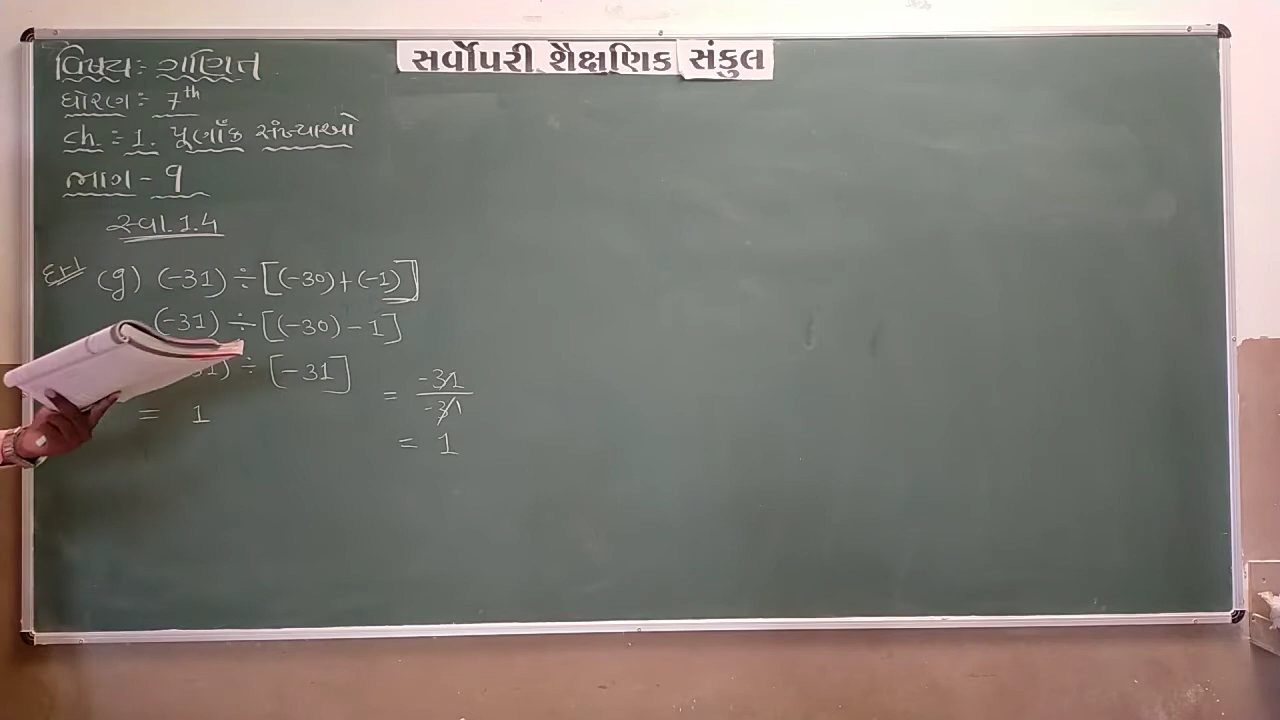 સર્વોપરી શૈક્ષણિક સંકુલ
વિષય:- ગણિત
ધોરણ :- 7th
ch. :- 1. પૂર્ણાંક સંખ્યાઓ
ભાગ - 9
સ્વા. 1.4
(g) (-31) ÷ [(-30) + (-1)]
(-31) ÷ [(-30) - 1]
31) ÷ [-31]
= 1
= -31/-31
= 1